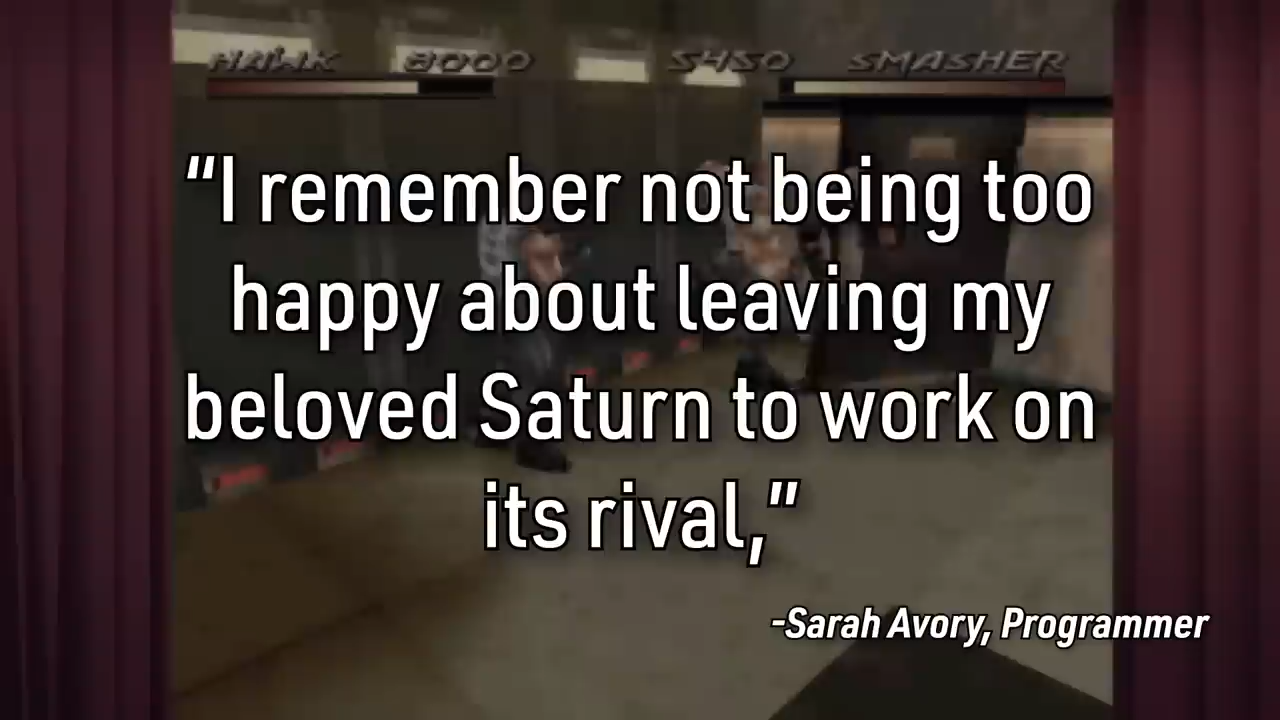 HAWK 8000 5450 SMASHER
“I remember not being too
happy about leaving my
beloved Saturn to work on
its rival,”
-Sarah Avory, Programmer